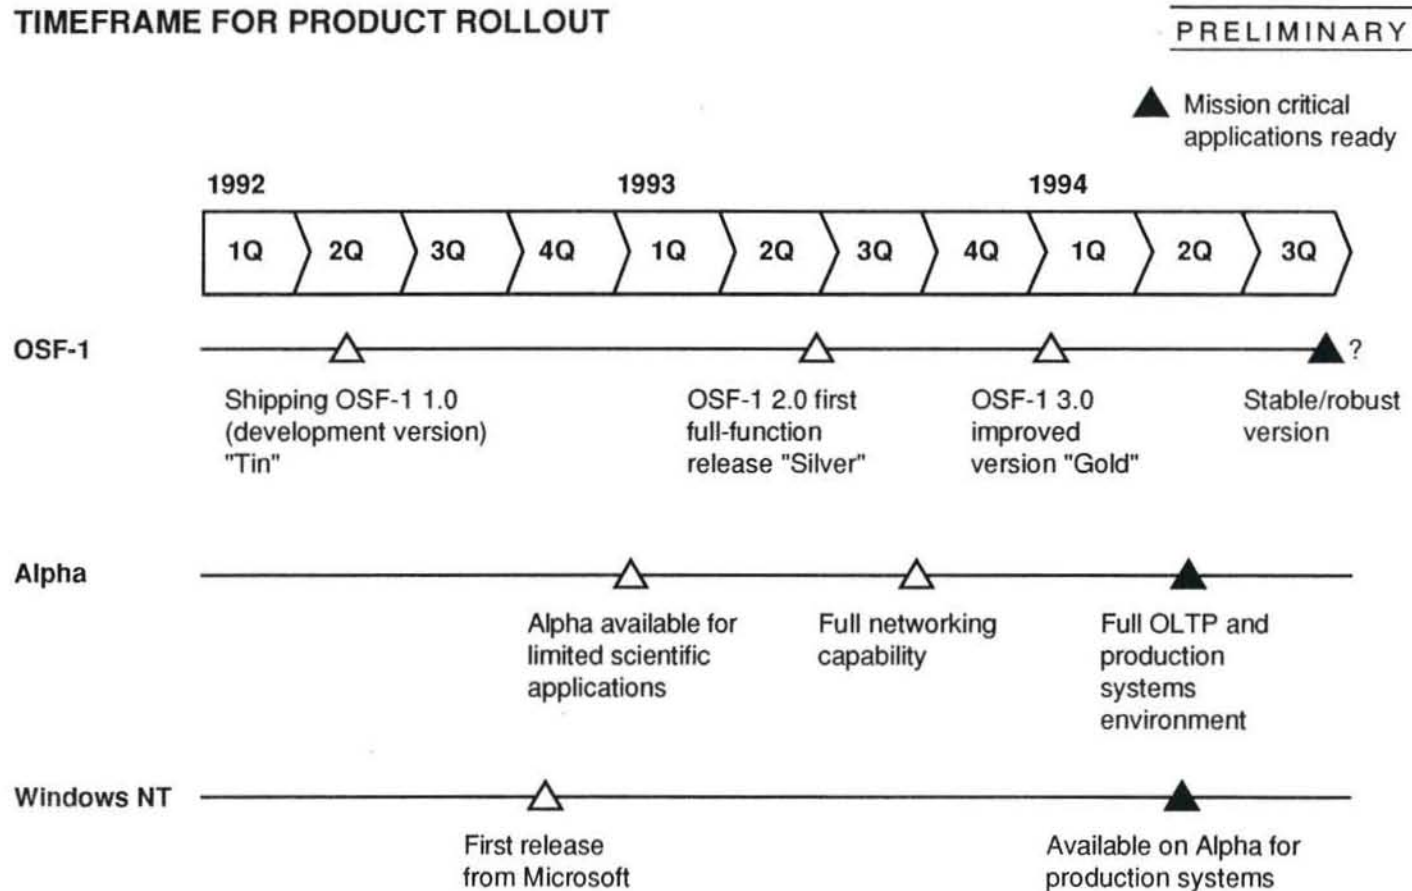 TIMEFRAME FOR PRODUCT ROLLOUT
PRELIMINARY
Mission critical
applications ready
1992 1993 1994
1Q 2Q 3Q 4Q 1Q 2Q 3Q 4Q 1Q 2Q 3Q
OSF-1
?
Shipping OSF-1 1.0
(development version)
"Tin"
OSF-1 2.0 first
full-function
release "Silver"
OSF-1 3.0
improved
version "Gold"
Stable/robust
version
Alpha
Alpha available for
limited scientific
applications
Full networking
capability
Full OLTP and
production
systems
environment
Windows NT
First release
from Microsoft
Available on Alpha for
production systems